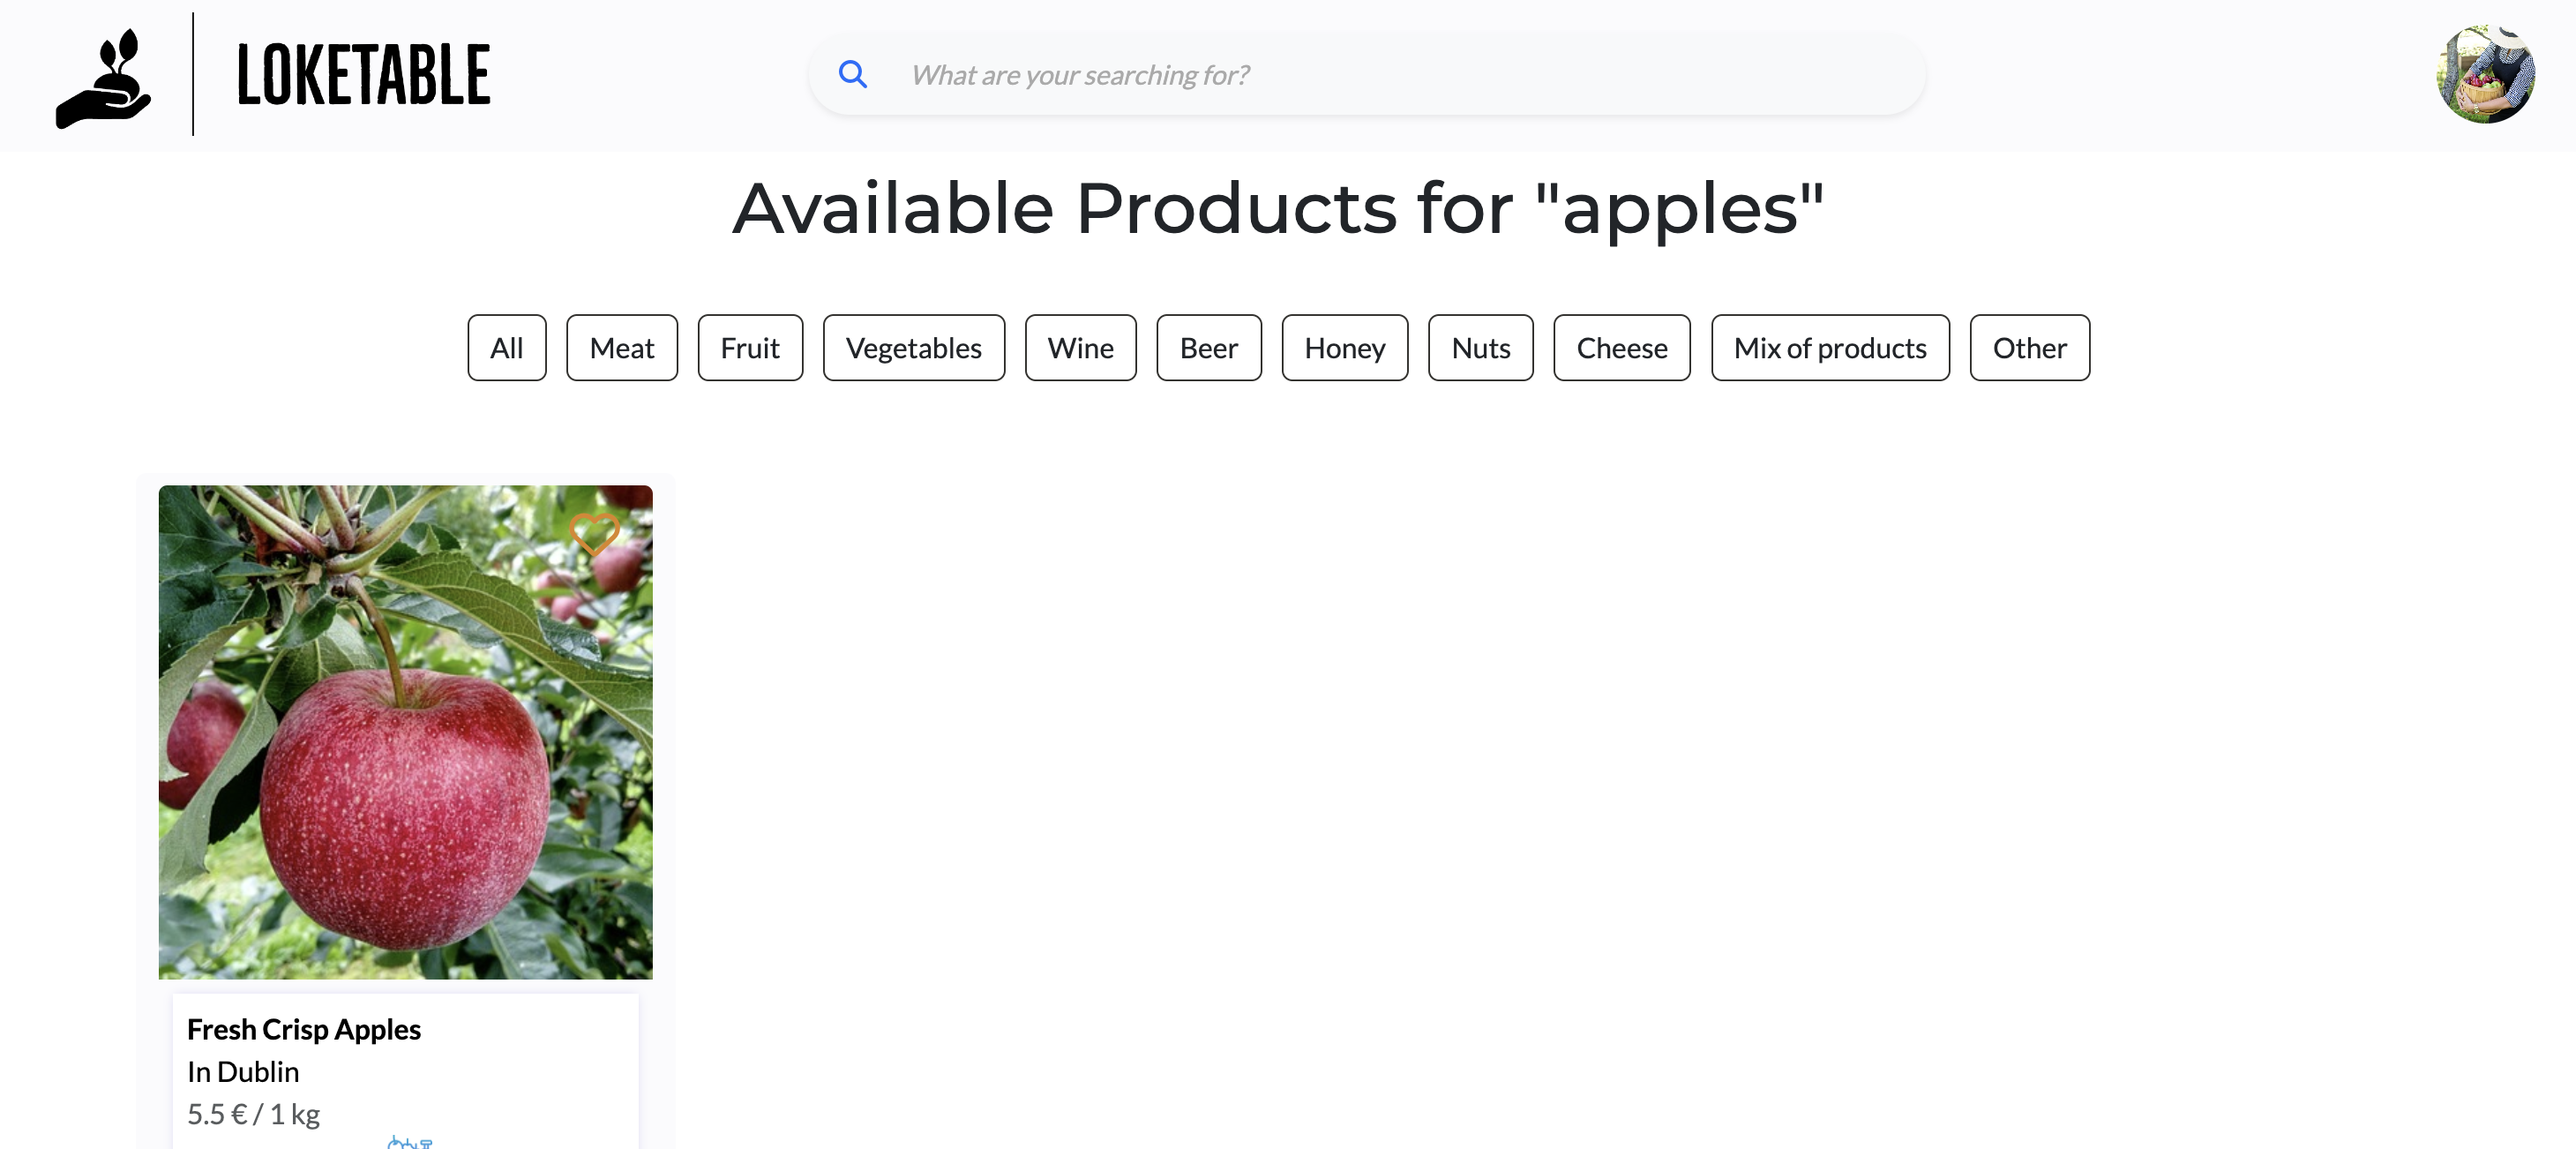 LOKETABLE
What are your searching for?
Available Products for "apples"
All Meat Fruit Vegetables Wine Beer Honey Nuts Cheese Mix of products Other
Fresh Crisp Apples
In Dublin
5.5 € / 1 kg